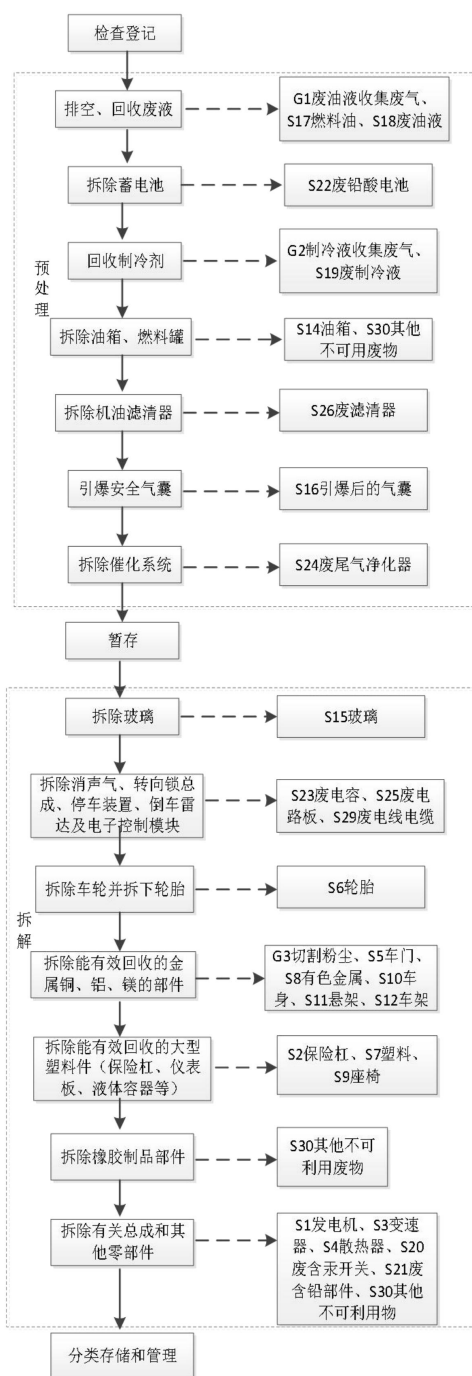 检查登记
排空、回收废液
G1废油液收集废气、
S17燃料油、S18废油液
拆除蓄电池
S22废铅酸电池
预处理
回收制冷剂
G2制冷液收集废气、
S19废制冷液
拆除油箱、燃料罐
S14油箱、S30其他
不可用废物
拆除机油滤清器
S26废滤清器
引爆安全气囊
S16引爆后的气囊
拆除催化系统
S24废尾气净化器
暂存
拆除玻璃
S15玻璃
拆除消声气、转向锁总
成、停车装置、倒车雷
达及电子控制模块
S23废电容、S25废电
路板、S29废电线电缆
拆除车轮并拆下轮胎
S6轮胎
拆解
拆除能有效回收的金
属铜、铝、镁的部件
G3切割粉尘、S5车门、
S8有色金属、S10车
身、S11悬架、S12车架
拆除能有效回收的大型
塑料件（保险杠、仪表
板、液体容器等）
S2保险杠、S7塑料、
S9座椅
拆除橡胶制品部件
S30其他不可
利用废物
拆除有关总成和其
他零部件
S1发电机、S3变速
器、S4散热器、S20
废含汞开关、S21废
含铅部件、S30其他
不可利用物
分类存储和管理